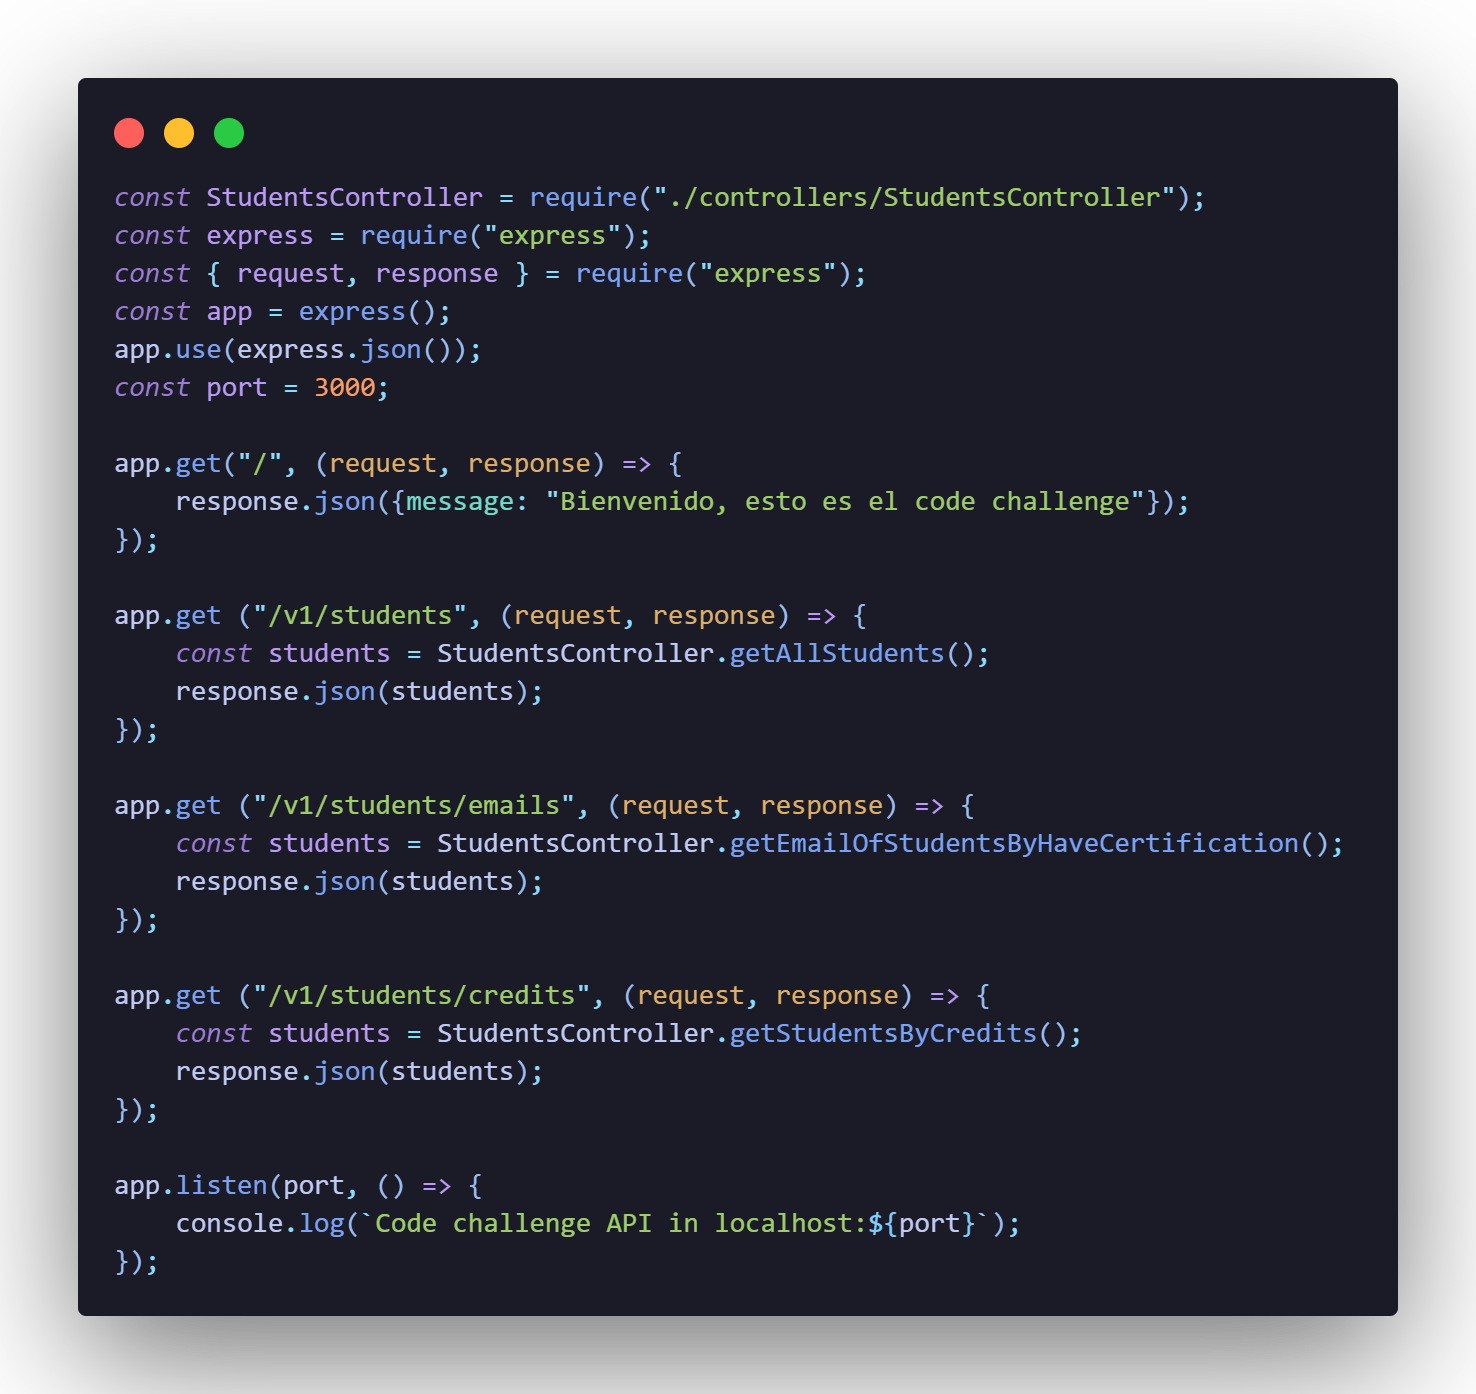 const StudentsController = require("./controllers/StudentsController");
const express = require("express");
const { request, response } = require("express");
const app = express();
app.use(express.json());
const port = 3000;

app.get("/", (request, response) => {
    response.json({message: "Bienvenido, esto es el code challenge"});
});

app.get ("/v1/students", (request, response) => {
    const students = StudentsController.getAllStudents();
    response.json(students);
});

app.get ("/v1/students/emails", (request, response) => {
    const students = StudentsController.getEmailOfStudentsByHaveCertification();
    response.json(students);
});

app.get ("/v1/students/credits", (request, response) => {
    const students = StudentsController.getStudentsByCredits();
    response.json(students);
});

app.listen(port, () => {
    console.log(`Code challenge API in localhost:${port}`);
});